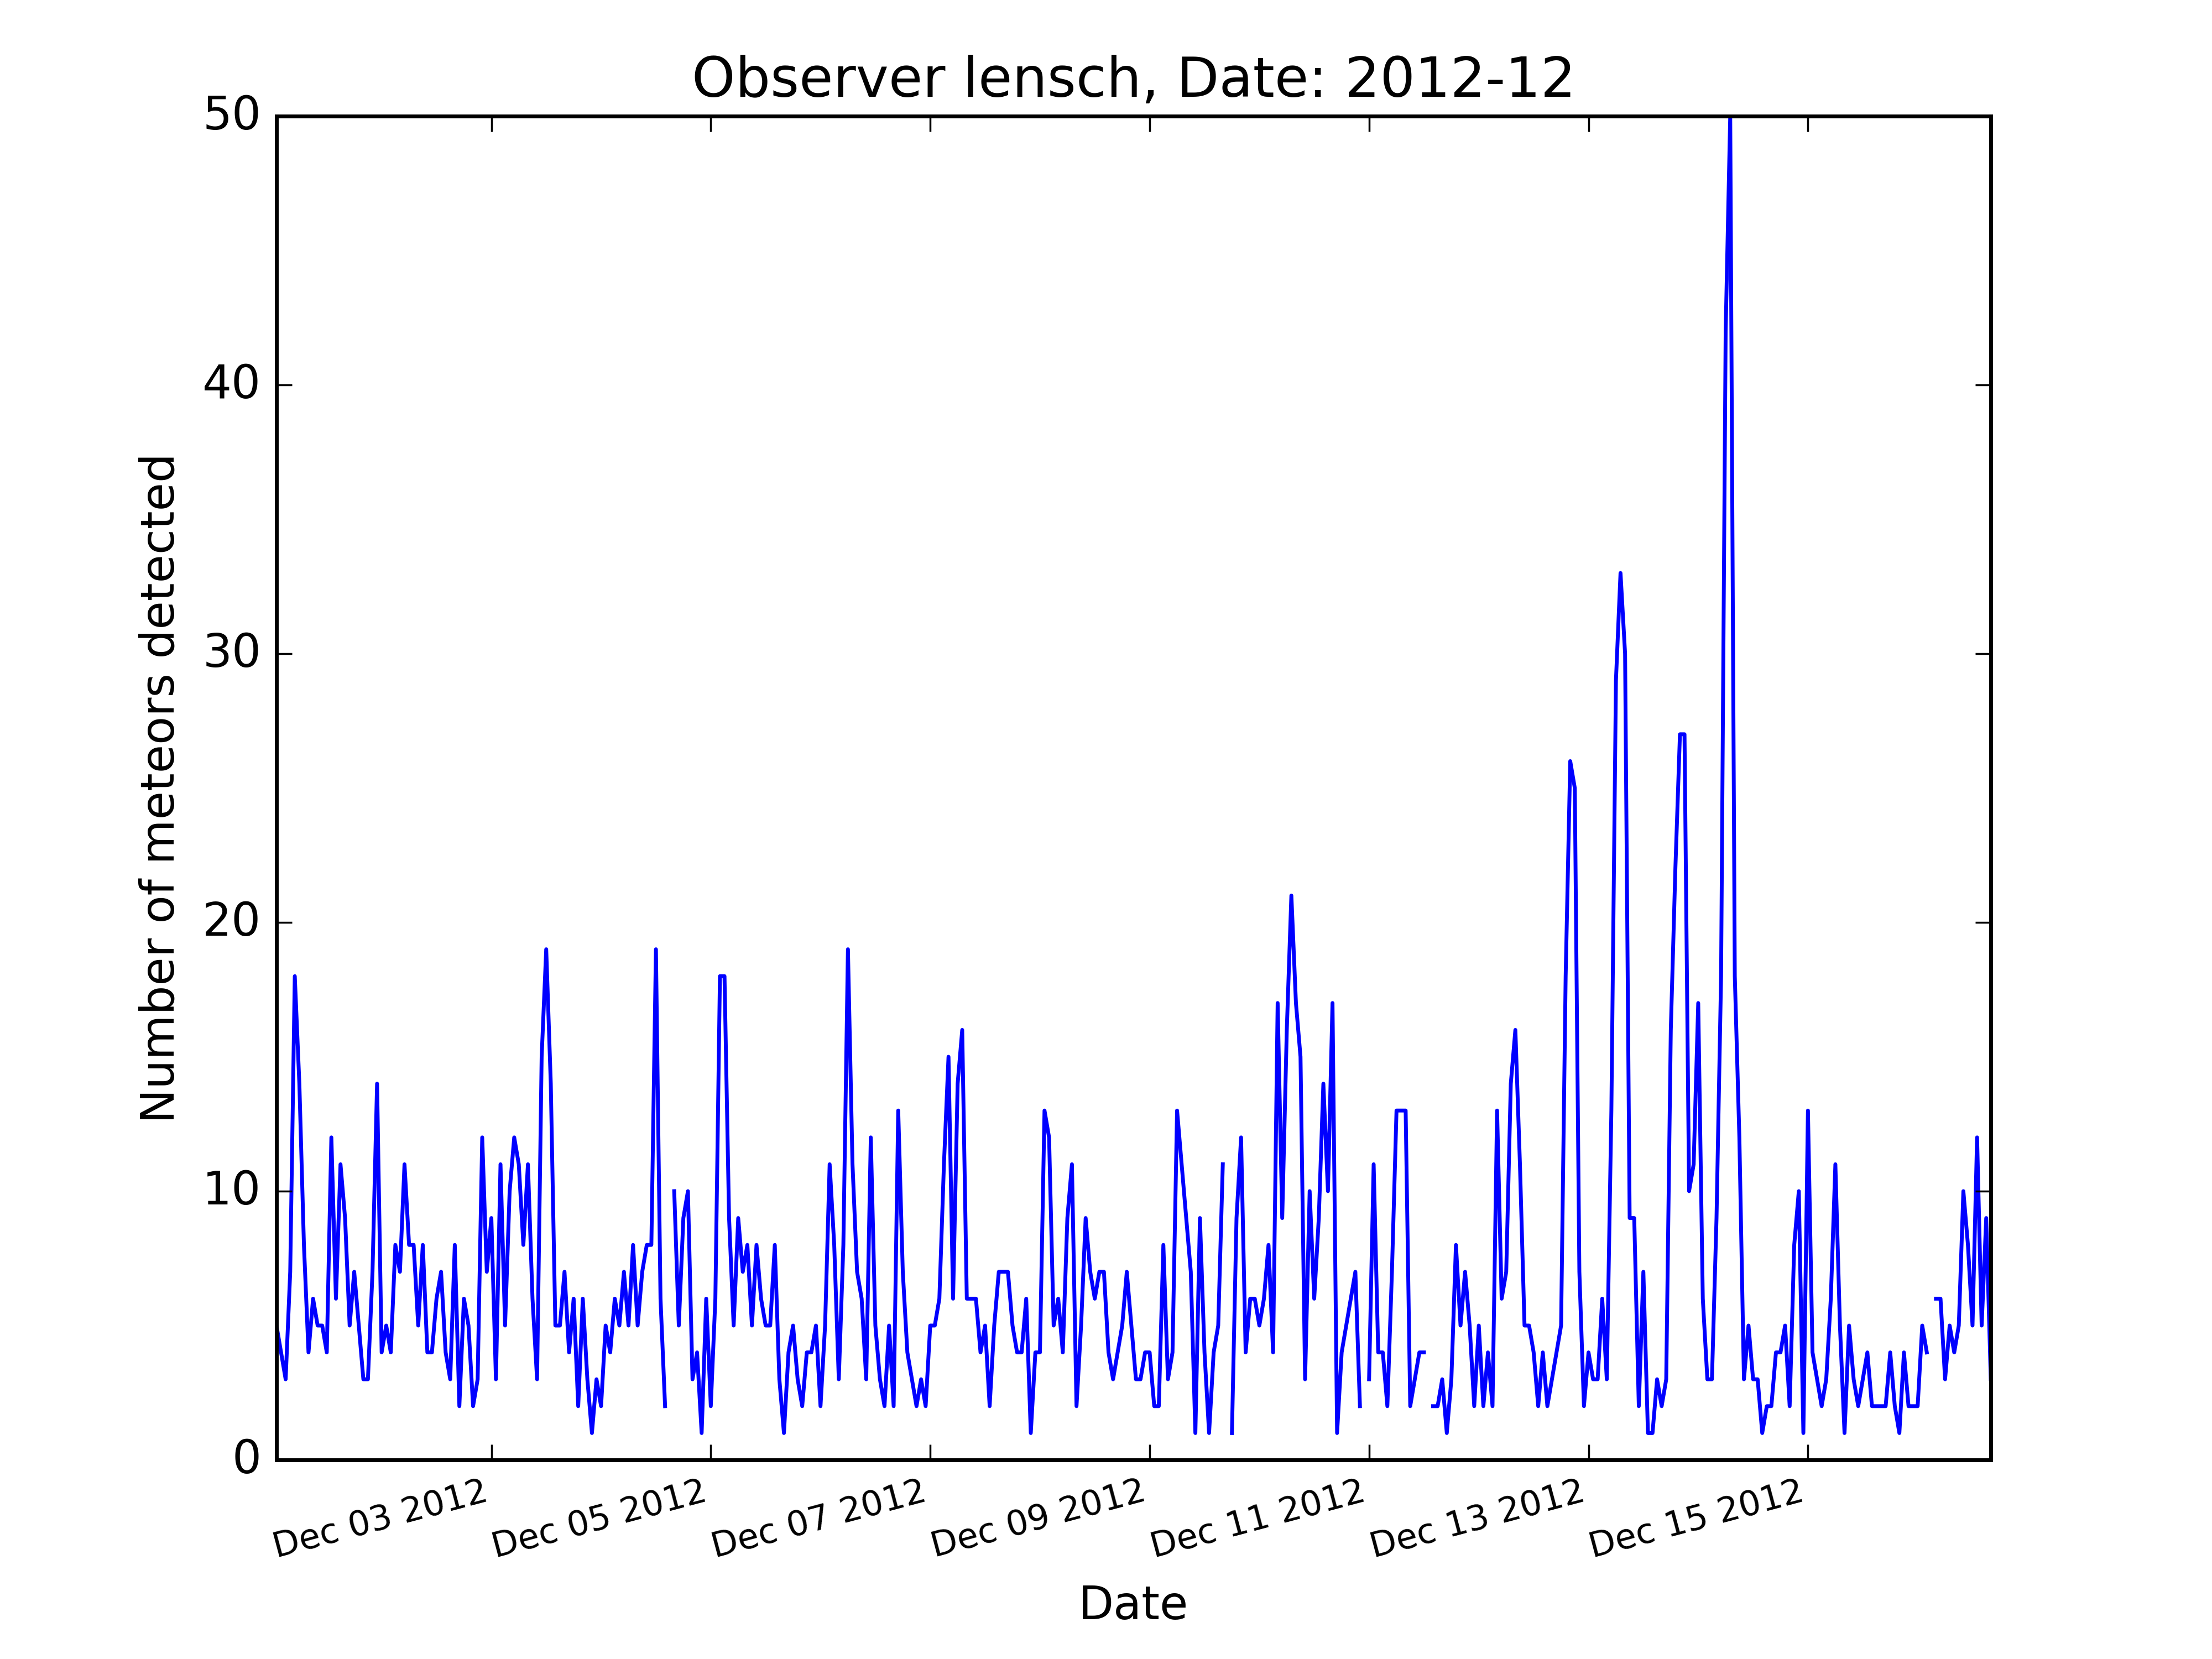 Observer lensch, Date: 2012-12
Number of meteors detected
50
40
30
20
10
0
Dec 03 2012
Dec 05 2012
Dec 07 2012
Dec 09 2012
Dec 11 2012
Dec 13 2012
Dec 15 2012
Date